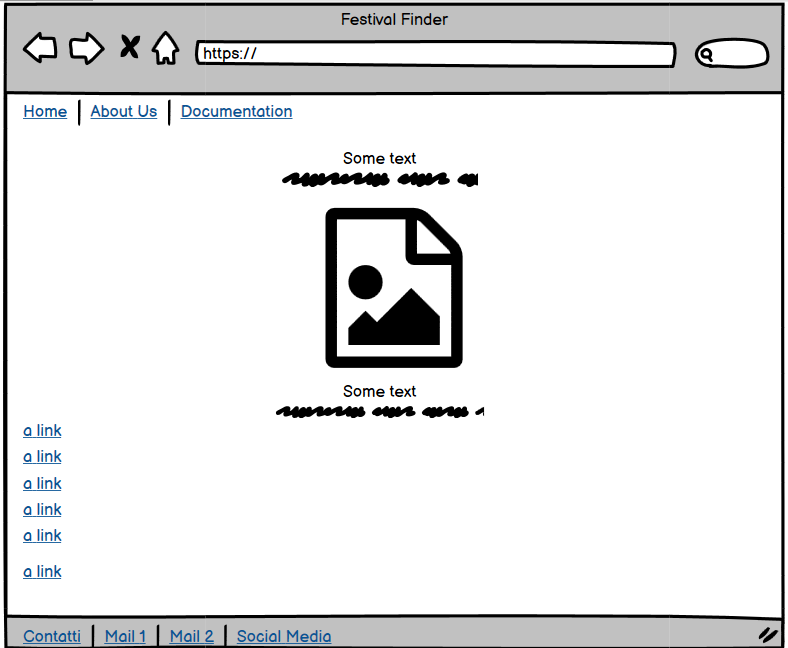 Festival Finder
https://
Home About Us Documentation
Some text
Some text
a link
a link
a link
a link
a link
a link
Contatti Mail 1 Mail 2 Social Media